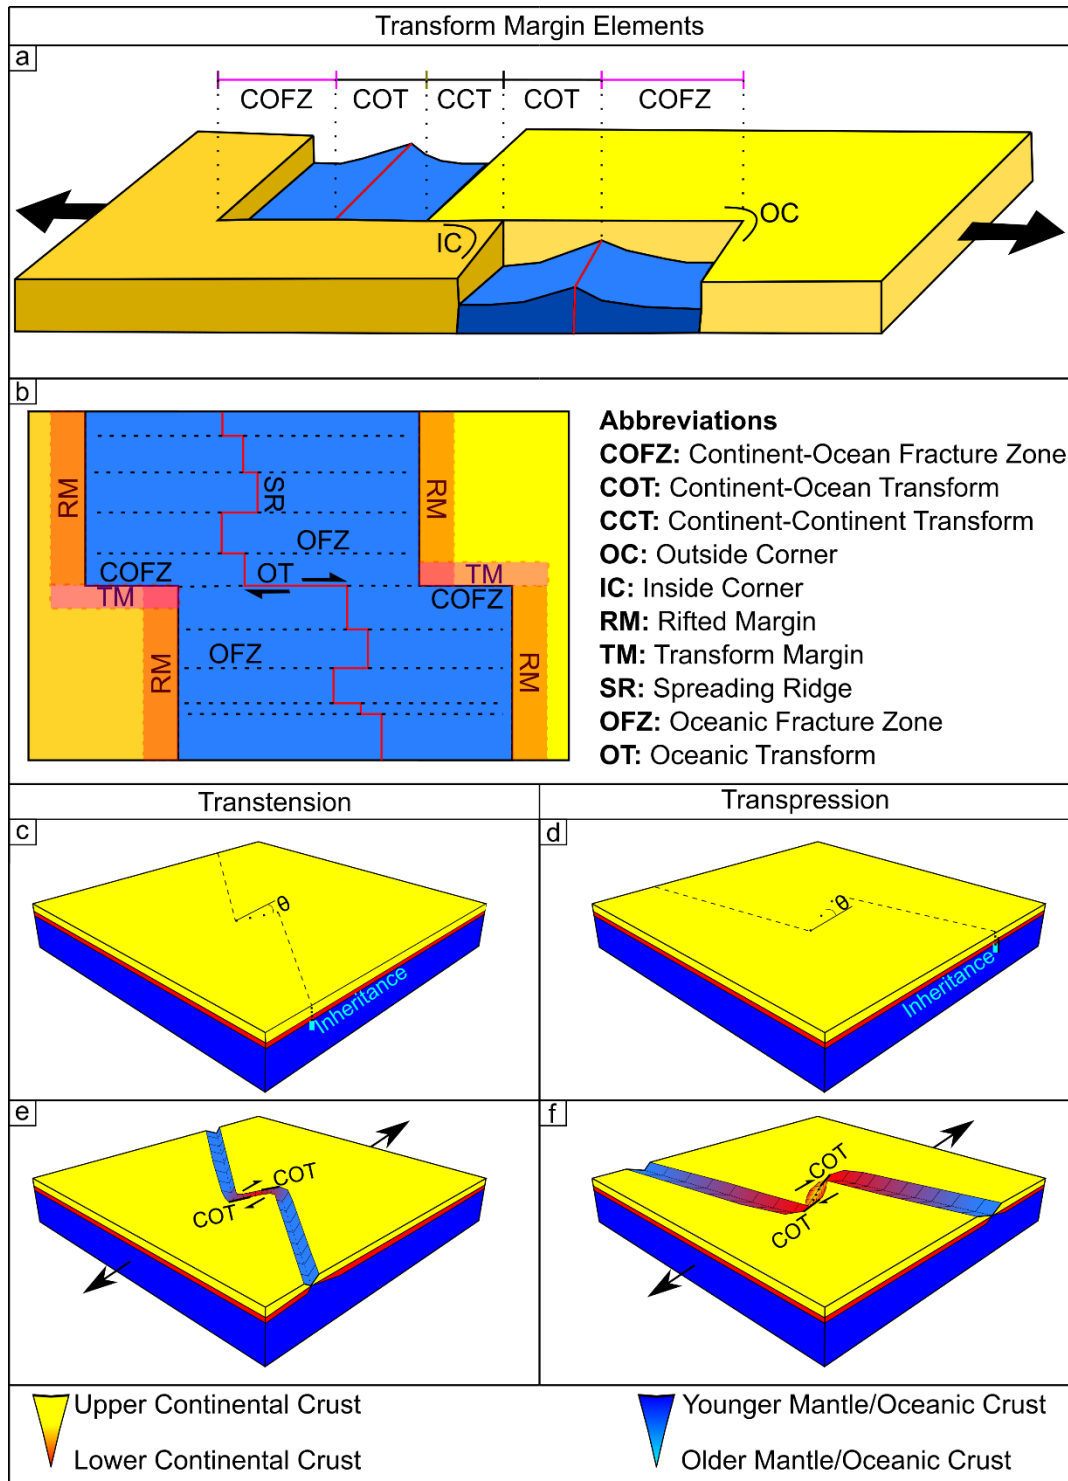 Transform Margin Elements
a
COFZ COT CCT COT COFZ
OC
IC
b
RM
SR
RM
OFZ
COFZ OT TM
TM COFZ
OFZ
RM
RM
Abbreviations
COFZ: Continent-Ocean Fracture Zone
COT: Continent-Ocean Transform
CCT: Continent-Continent Transform
OC: Outside Corner
IC: Inside Corner
RM: Rifted Margin
TM: Transform Margin
SR: Spreading Ridge
OFZ: Oceanic Fracture Zone
OT: Oceanic Transform
Transtension
Transpression
c
θ
Inheritance
d
θ
Inheritance
e
COT
COT
f
COT
COT
Upper Continental Crust
Lower Continental Crust
Younger Mantle/Oceanic Crust
Older Mantle/Oceanic Crust